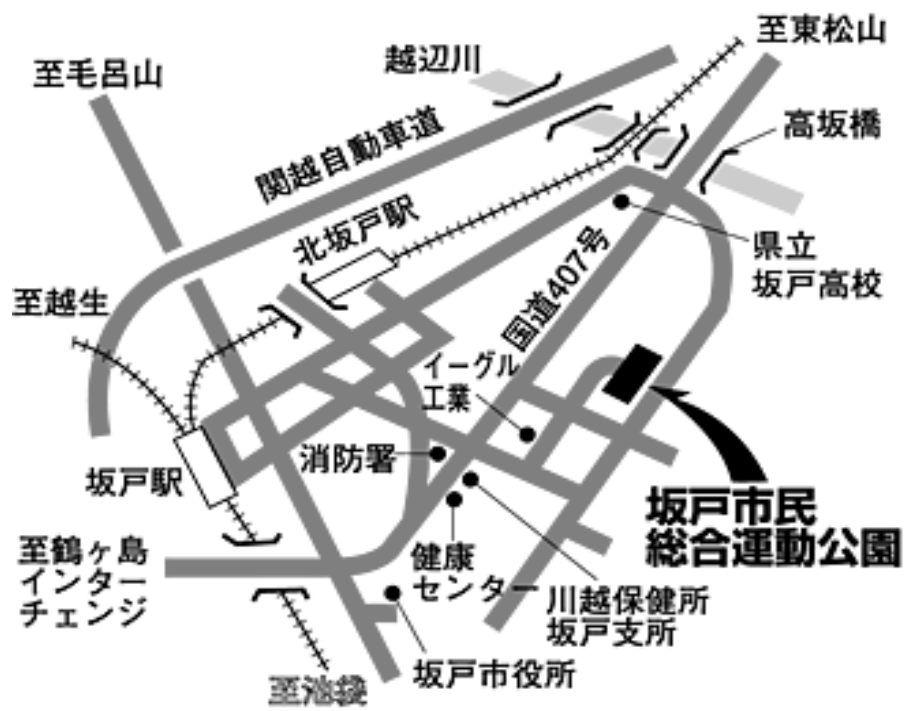 至東松山
越辺川
至毛呂山
高坂橋
関越自動車道
北坂戸駅
県立
坂戸高校
国道407号
至越生
イーグル
工業
消防署
坂戸駅
坂戸市民
総合運動公園
至鶴ヶ島
インター
チェンジ
健康
センター
川越保健所
坂戸支所
坂戸市役所
至池袋